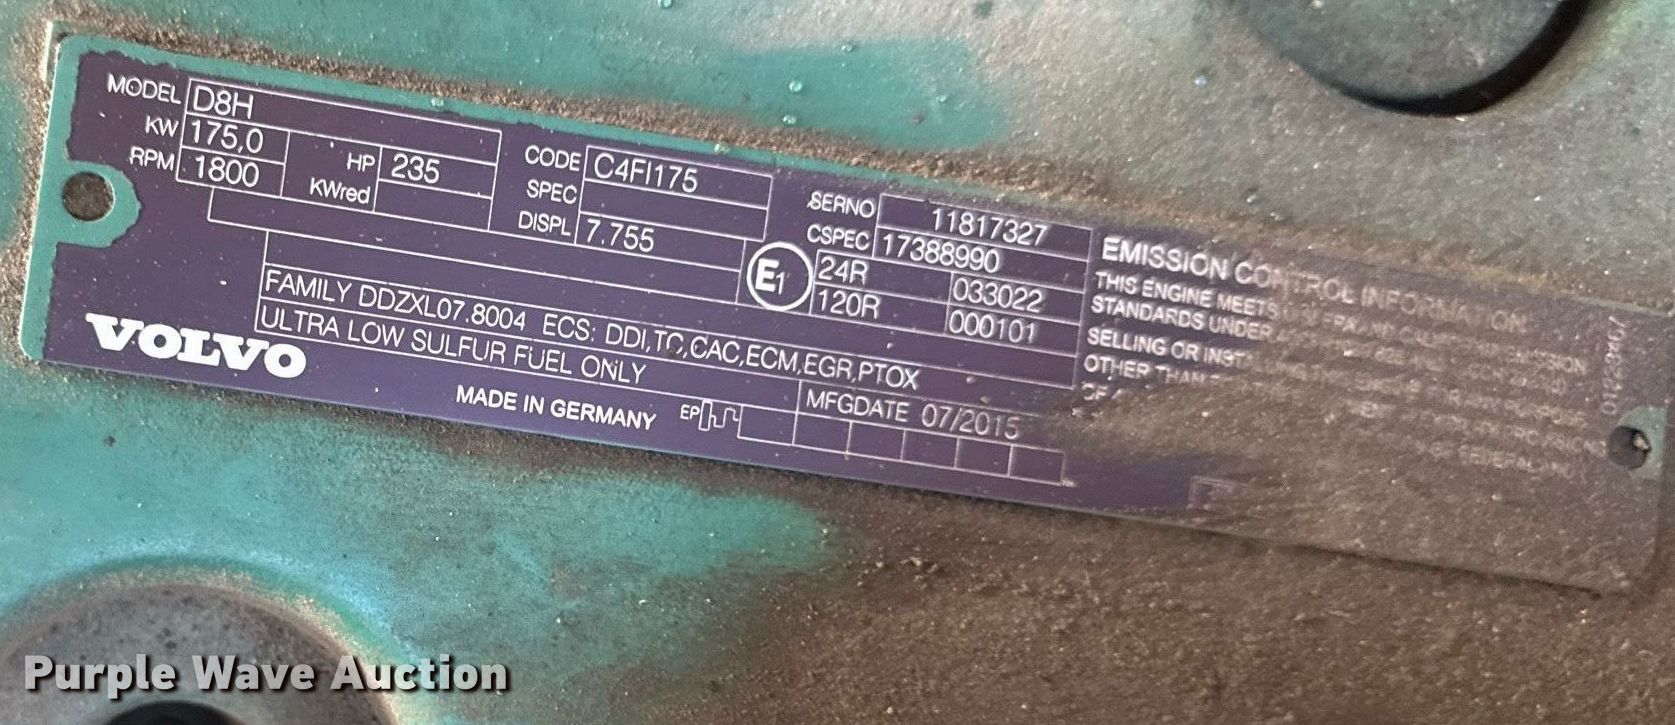 MODEL D8H
KW 175,0 HP 235
RPM 1800 KWred
CODE C4FI175
SPEC
DISPL 7.755
SERNO 11817327
CSPEC 17388990
E1 24R 033022
120R 000101
FAMILY DDZXL07.8004 ECS: DDI,TC,CAC,ECM,EGR,PTOX
ULTRA LOW SULFUR FUEL ONLY
VOLVO
MADE IN GERMANY EP
MFGDATE 07/2015
EMISSION CONTROL INFORMATION
THIS ENGINE MEETS
STANDARDS UNDER
SELLING OR
OTHER THAN
Purple Wave Auction